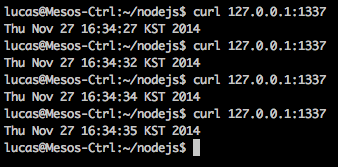 lucas@Mesos-Ctrl:~/nodejs$ curl 127.0.0.1:1337
Thu Nov 27 16:34:27 KST 2014
lucas@Mesos-Ctrl:~/nodejs$ curl 127.0.0.1:1337
Thu Nov 27 16:34:32 KST 2014
lucas@Mesos-Ctrl:~/nodejs$ curl 127.0.0.1:1337
Thu Nov 27 16:34:34 KST 2014
lucas@Mesos-Ctrl:~/nodejs$ curl 127.0.0.1:1337
Thu Nov 27 16:34:35 KST 2014
lucas@Mesos-Ctrl:~/nodejs$